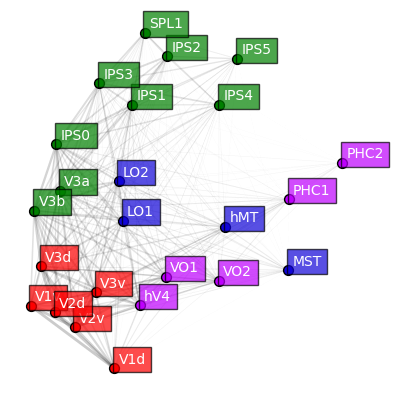 SPL1
IPS2
IPS5
IPS3
IPS1
IPS4
IPS0
PHC2
LO2
V3a
PHC1
V3b
LO1
hMT
V3d
MST
VO1
VO2
V3v
hV4
V2d
V2v
V1d